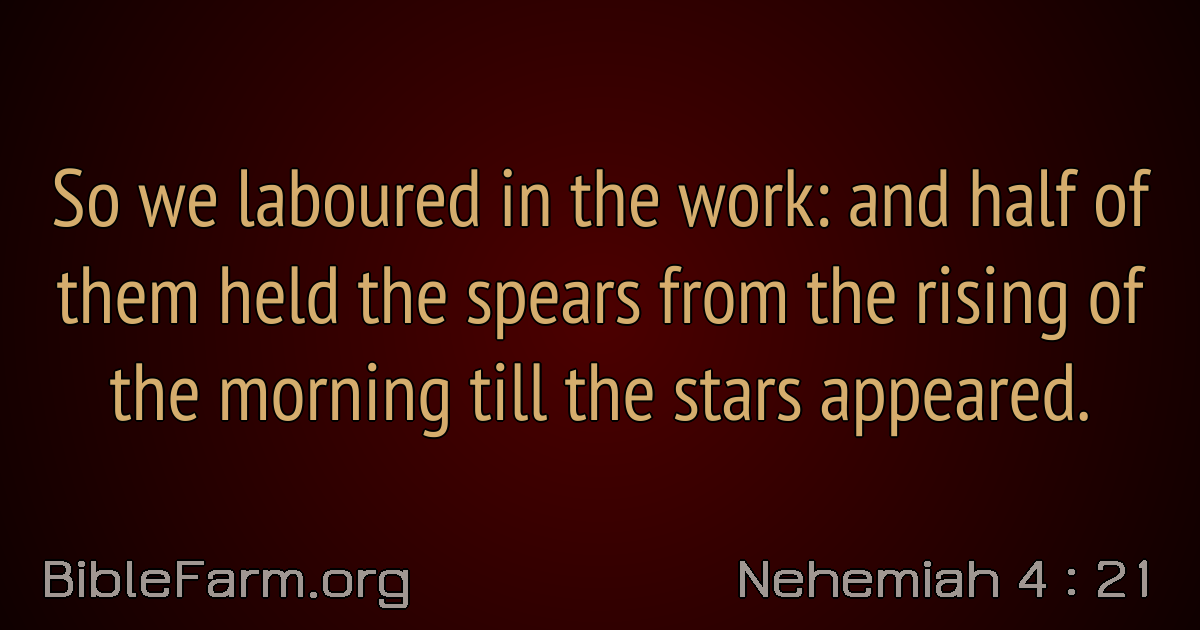 So we laboured in the work: and half of
them held the spears from the rising of
the morning till the stars appeared.
BibleFarm.org
Nehemiah 4 : 21